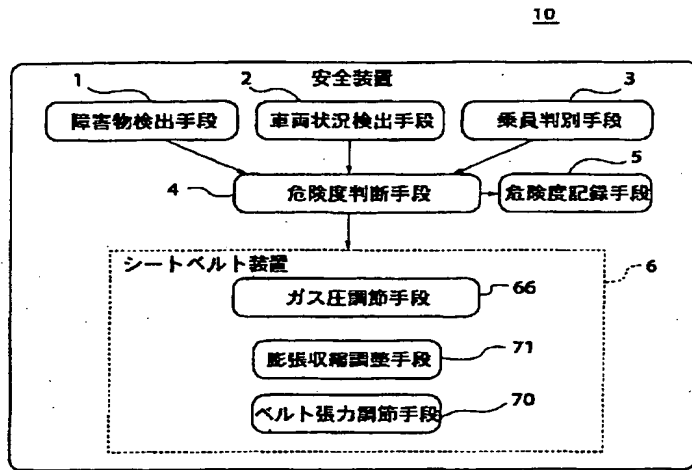 10
安全装置
1
2
3
障害物検出手段
車両状況検出手段
乗員判別手段
4
危険度判断手段
5
危険度記録手段
シートベルト装置
6
ガス圧調節手段
66
膨張収縮調整手段
71
ベルト張力調節手段
70